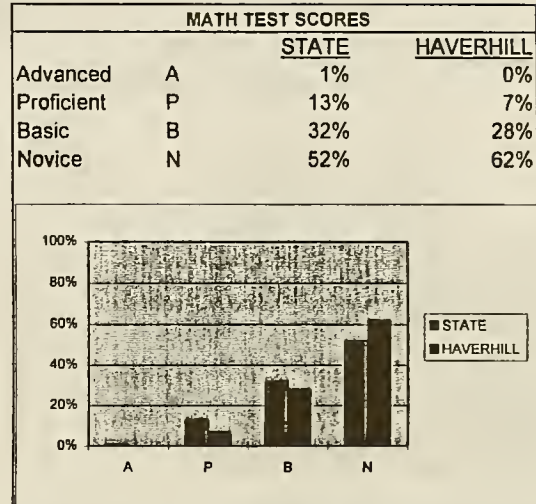 MATH TEST SCORES
STATE HAVERHILL
Advanced A 1% 0%
Proficient P 13% 7%
Basic B 32% 28%
Novice N 52% 62%
100%
80%
60%
40%
20%
0%
A P B N
STATE
HAVERHILL